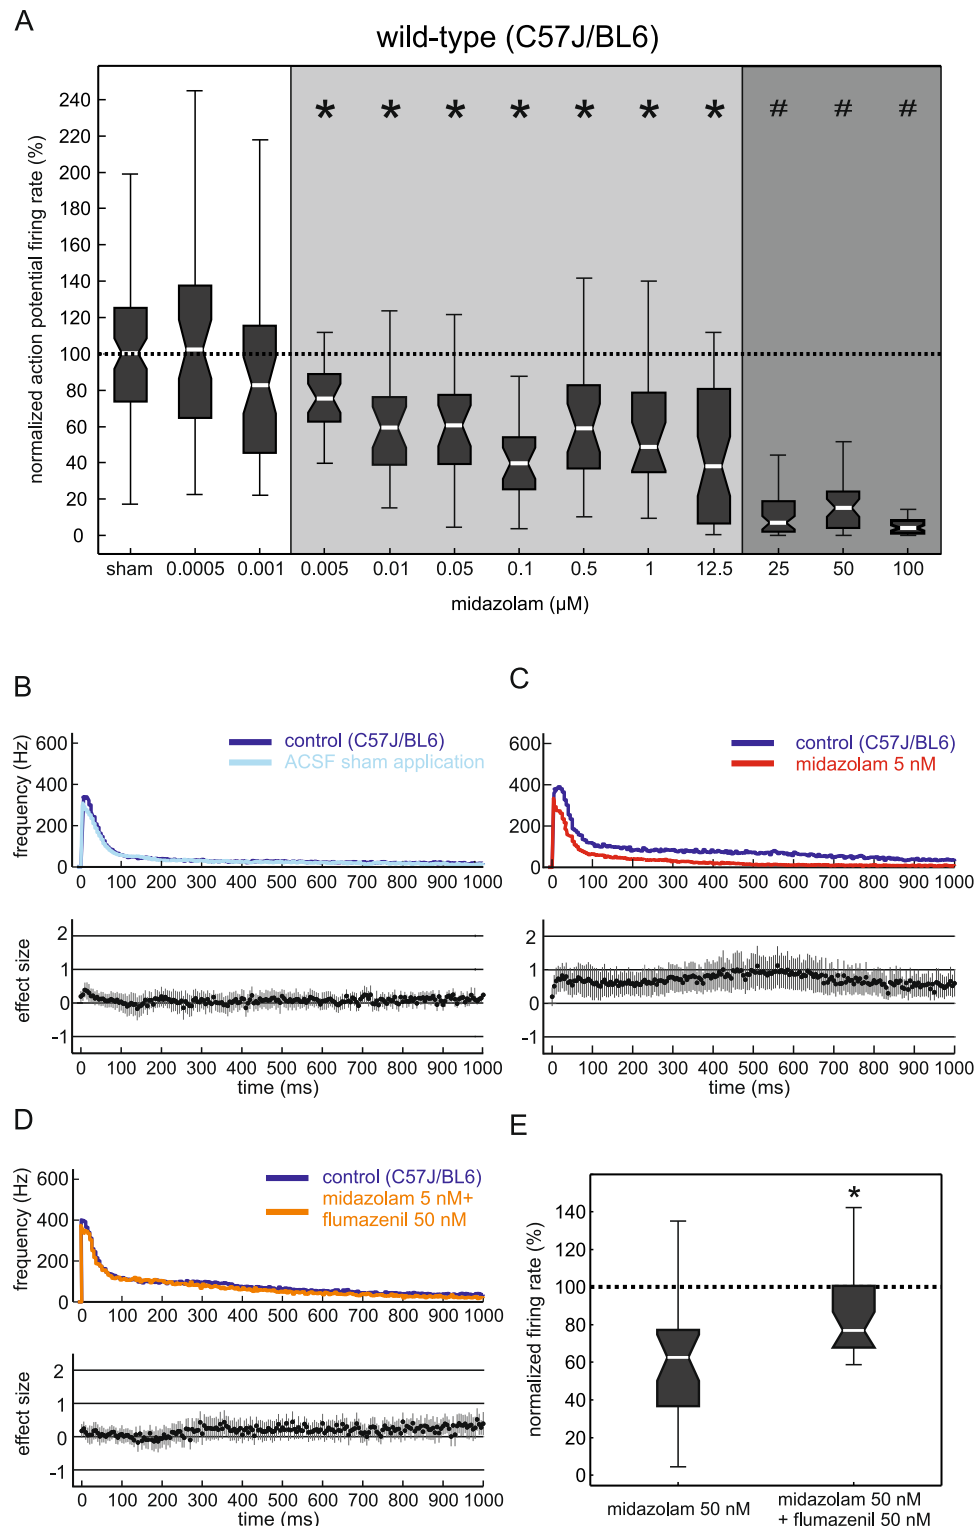 A
wild-type (C57J/BL6)
normalized action potential firing rate (%)
240
220
200
180
160
140
120
100
80
60
40
20
0
* * * * * * * # # #
sham 0.0005 0.001 0.005 0.01 0.05 0.1 0.5 1 12.5 25 50 100
midazolam (µM)
B
frequency (Hz)
600
400
200
0
control (C57J/BL6)
ACSF sham application
0 100 200 300 400 500 600 700 800 900 1000
effect size
2
1
0
-1
0 100 200 300 400 500 600 700 800 900 1000
time (ms)
C
frequency (Hz)
600
400
200
0
control (C57J/BL6)
midazolam 5 nM
0 100 200 300 400 500 600 700 800 900 1000
effect size
2
1
0
-1
0 100 200 300 400 500 600 700 800 900 1000
time (ms)
D
frequency (Hz)
600
400
200
0
control (C57J/BL6)
midazolam 5 nM+
flumazenil 50 nM
0 100 200 300 400 500 600 700 800 900 1000
effect size
2
1
0
-1
0 100 200 300 400 500 600 700 800 900 1000
time (ms)
E
normalized firing rate (%)
140
120
100
80
60
40
20
0
*
midazolam 50 nM
midazolam 50 nM
+ flumazenil 50 nM